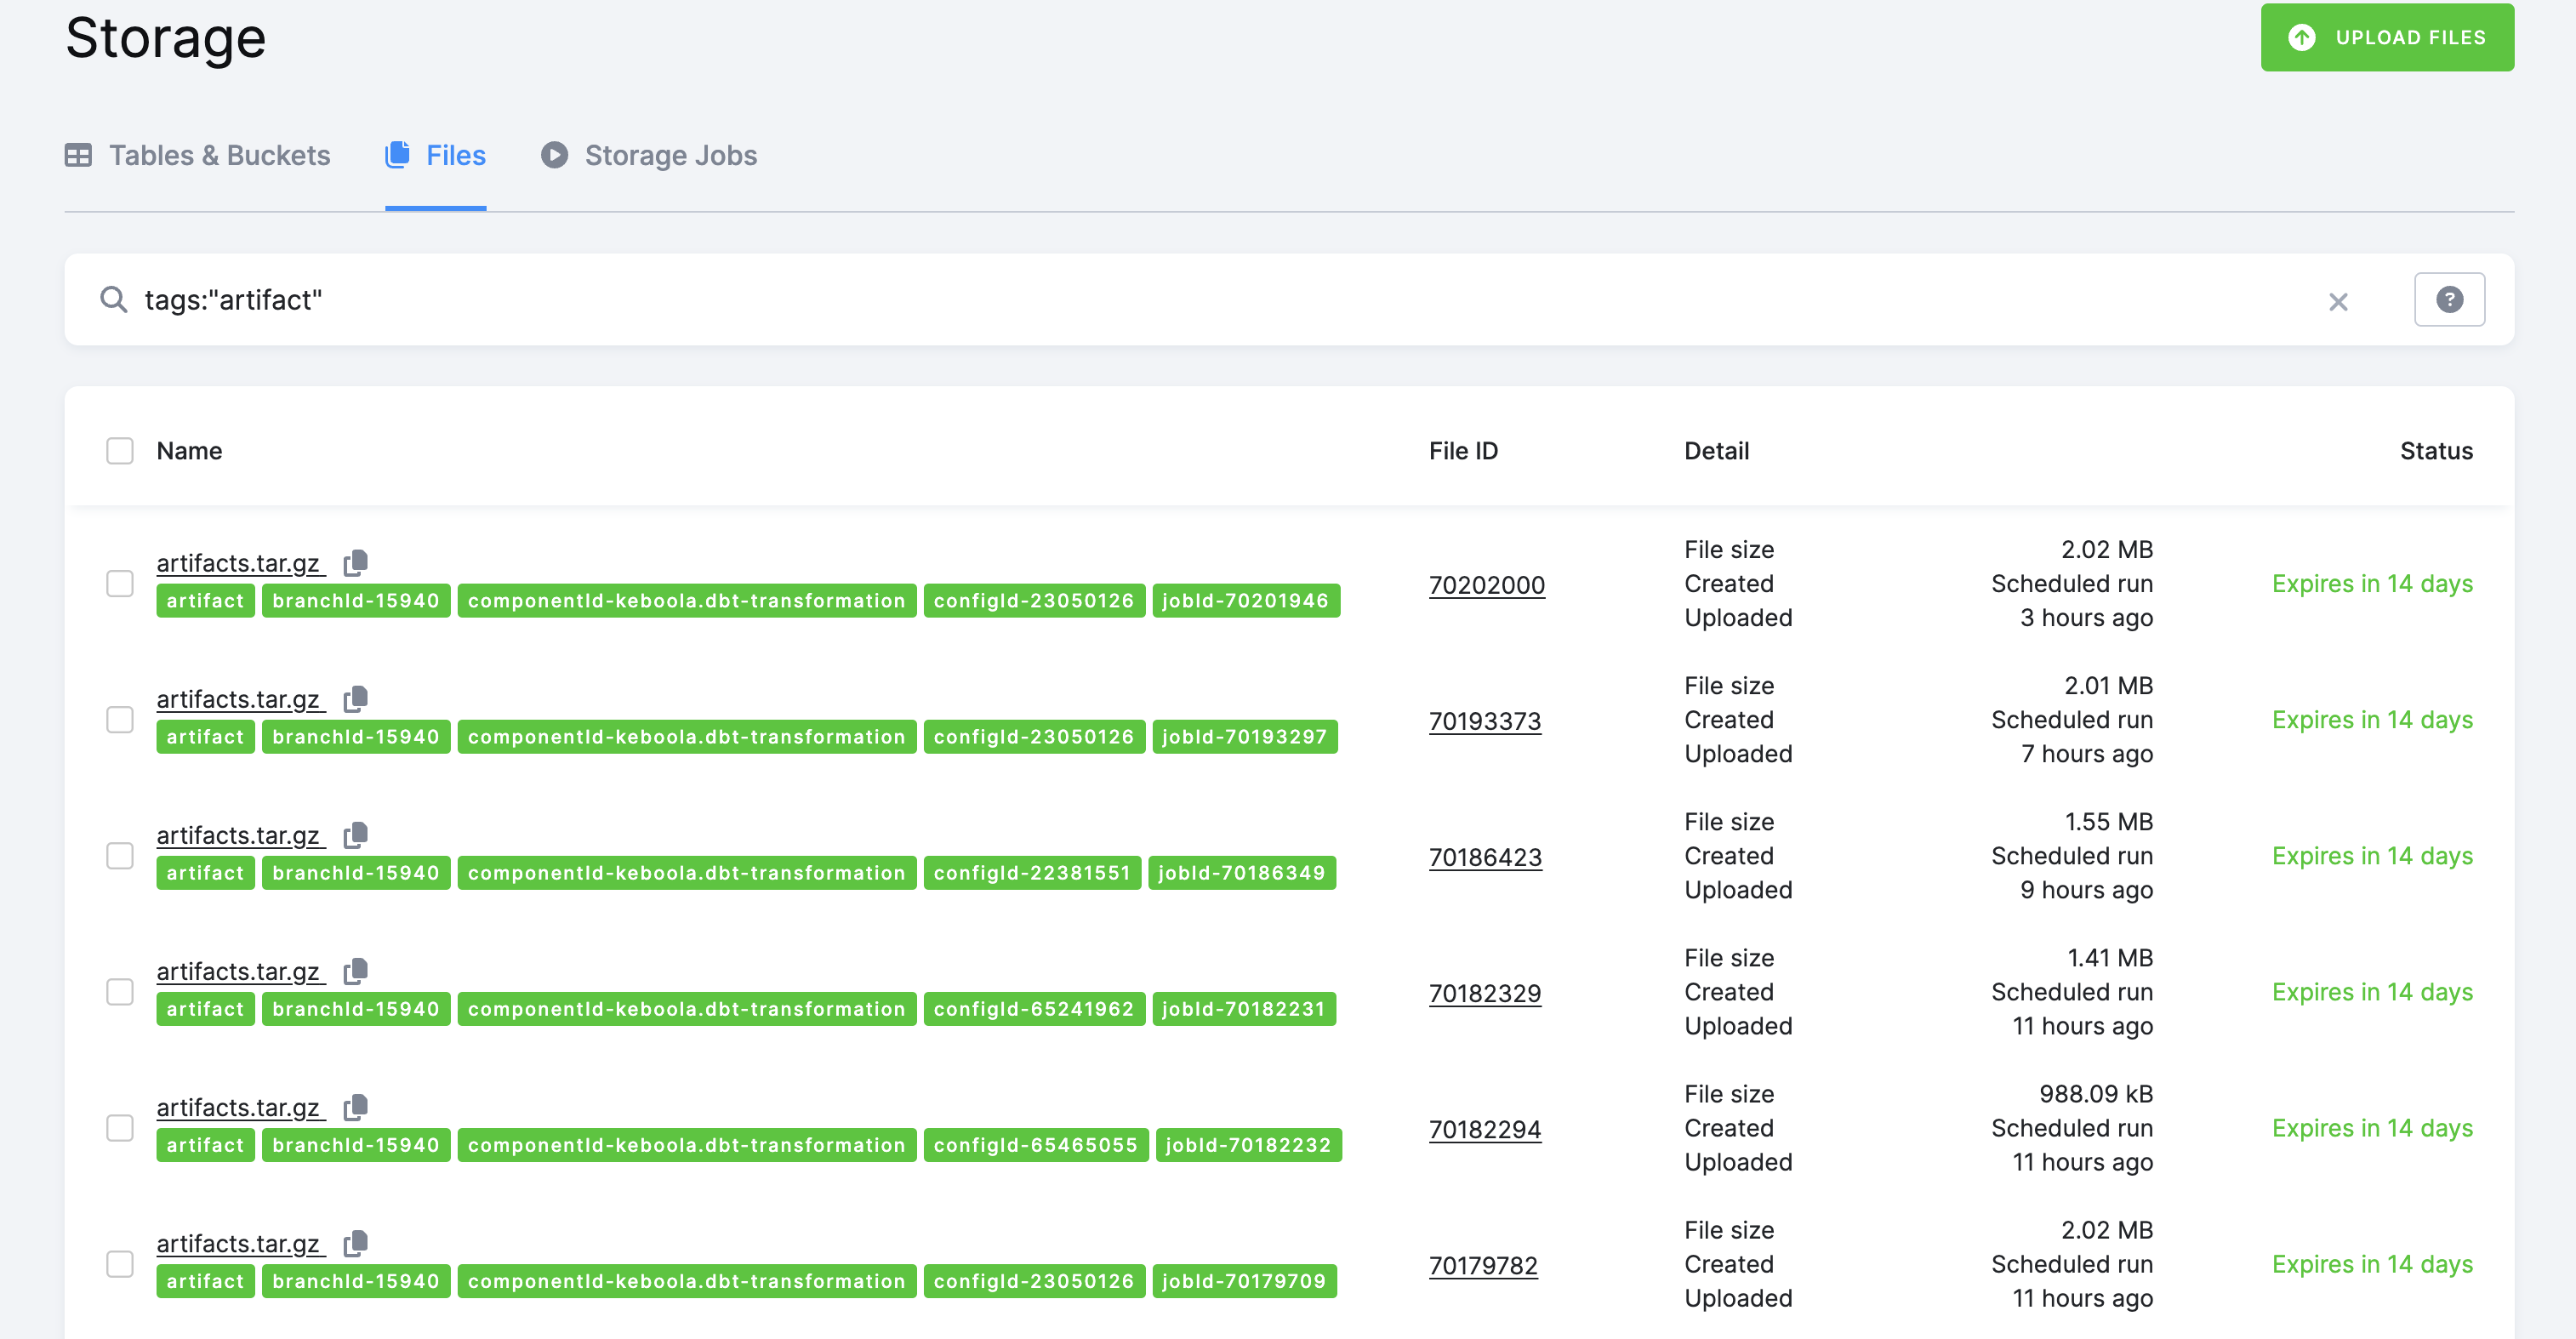 Storage
UPLOAD FILES
Tables & Buckets Files Storage Jobs
tags:"artifact"
Name File ID Detail Status
artifacts.tar.gz
artifact branchId-15940 componentId-keboola.dbt-transformation configId-23050126 jobId-70201946
70202000
File size 2.02 MB
Created Scheduled run
Uploaded 3 hours ago
Expires in 14 days
artifacts.tar.gz
artifact branchId-15940 componentId-keboola.dbt-transformation configId-23050126 jobId-70193297
70193373
File size 2.01 MB
Created Scheduled run
Uploaded 7 hours ago
Expires in 14 days
artifacts.tar.gz
artifact branchId-15940 componentId-keboola.dbt-transformation configId-22381551 jobId-70186349
70186423
File size 1.55 MB
Created Scheduled run
Uploaded 9 hours ago
Expires in 14 days
artifacts.tar.gz
artifact branchId-15940 componentId-keboola.dbt-transformation configId-65241962 jobId-70182231
70182329
File size 1.41 MB
Created Scheduled run
Uploaded 11 hours ago
Expires in 14 days
artifacts.tar.gz
artifact branchId-15940 componentId-keboola.dbt-transformation configId-65465055 jobId-70182232
70182294
File size 988.09 kB
Created Scheduled run
Uploaded 11 hours ago
Expires in 14 days
artifacts.tar.gz
artifact branchId-15940 componentId-keboola.dbt-transformation configId-23050126 jobId-70179709
70179782
File size 2.02 MB
Created Scheduled run
Uploaded 11 hours ago
Expires in 14 days